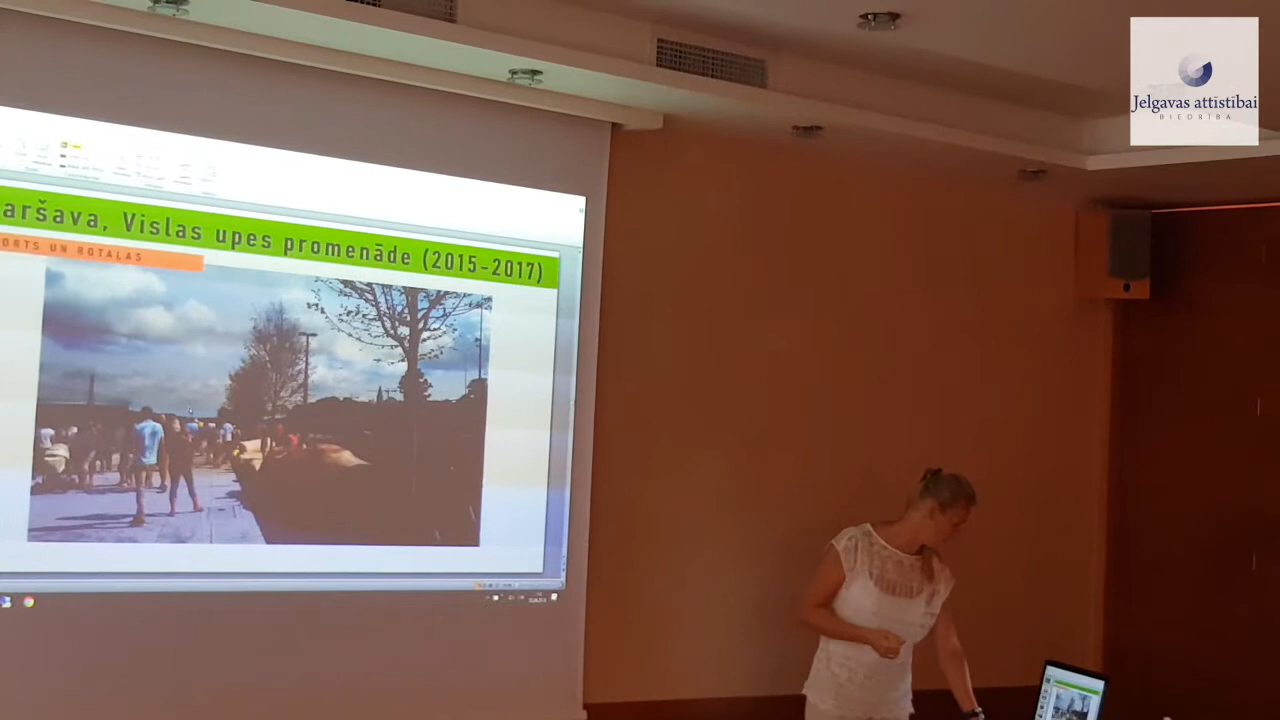 Jelgavas attīstībai
BIEDRĪBA
aršava, Vislas upes promenāde (2015-2017)
ORTS UN ROTAĻAS